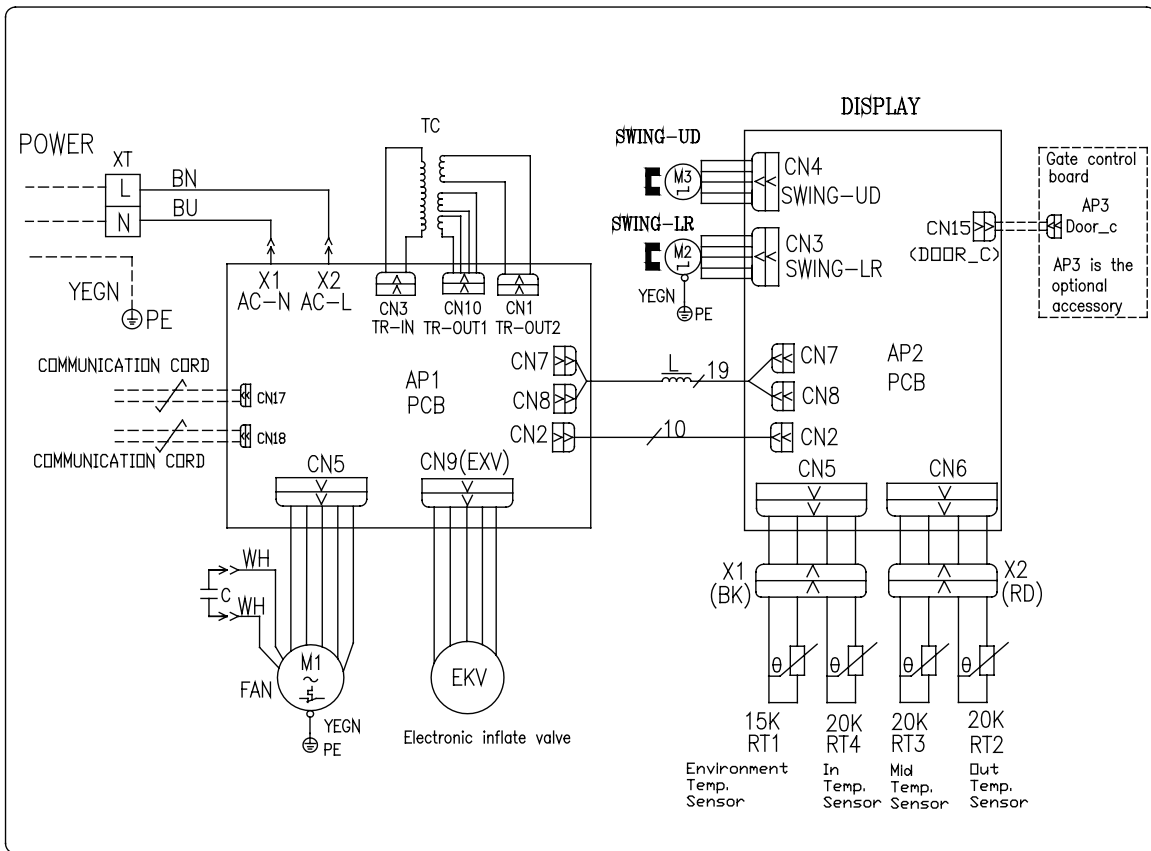 DISPLAY
POWER
XT
L
N
BN
BU
YEGN
PE
TC
X1
AC-N
X2
AC-L
CN3
TR-IN
CN10
TR-OUT1
CN1
TR-OUT2
COMMUNICATION CORD
CN17
CN18
COMMUNICATION CORD
AP1
PCB
CN7
CN8
CN2
CN5
CN9(EXV)
WH
C
WH
M1
~
FAN
YEGN
PE
EKV
Electronic inflate valve
L
19
10
SWING-UD
M3
CN4
SWING-UD
SWING-LR
M2
CN3
SWING-LR
YEGN
PE
CN15
(DOOR_C)
Gate control
board
AP3
Door_c
AP3 is the
optional
accessory
CN7
CN8
CN2
AP2
PCB
CN5
CN6
X1
(BK)
X2
(RD)
θ
θ
θ
θ
15K
RT1
20K
RT4
20K
RT3
20K
RT2
Environment
Temp.
Sensor
In
Temp.
Sensor
Mid
Temp.
Sensor
Out
Temp.
Sensor